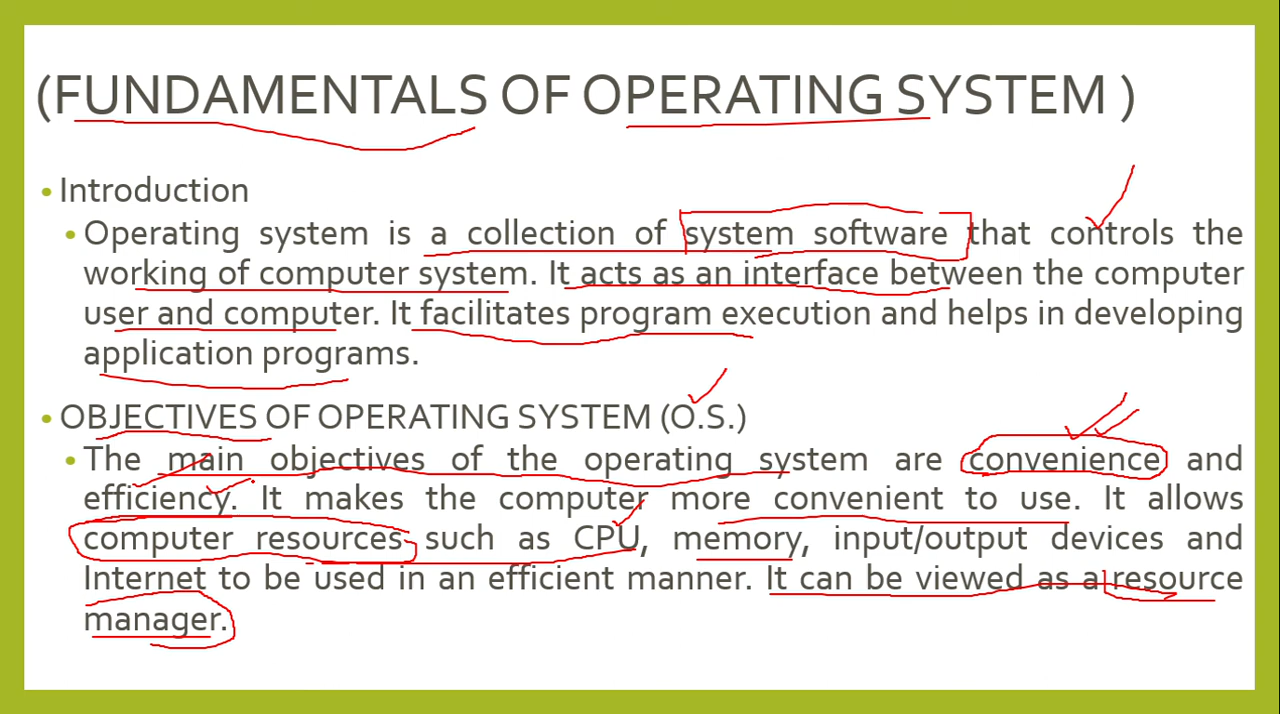 (FUNDAMENTALS OF OPERATING SYSTEM )
• Introduction
• Operating system is a collection of system software that controls the
working of computer system. It acts as an interface between the computer
user and computer. It facilitates program execution and helps in developing
application programs.
• OBJECTIVES OF OPERATING SYSTEM (O.S.)
• The main objectives of the operating system are convenience and
efficiency. It makes the computer more convenient to use. It allows
computer resources such as CPU, memory, input/output devices and
Internet to be used in an efficient manner. It can be viewed as a resource
manager.